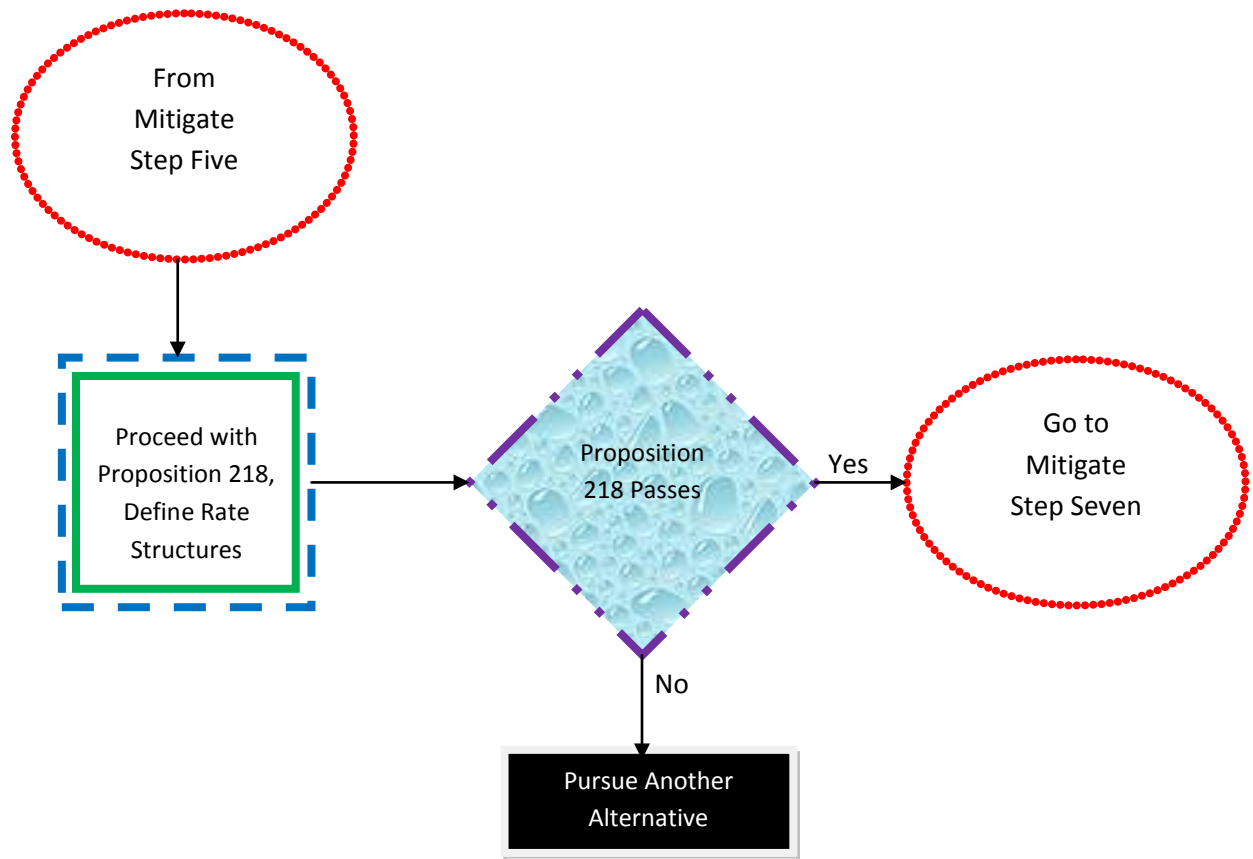 From
Mitigate
Step Five
Proceed with
Proposition 218,
Define Rate
Structures
Proposition
218 Passes
Yes
Go to
Mitigate
Step Seven
No
Pursue Another
Alternative